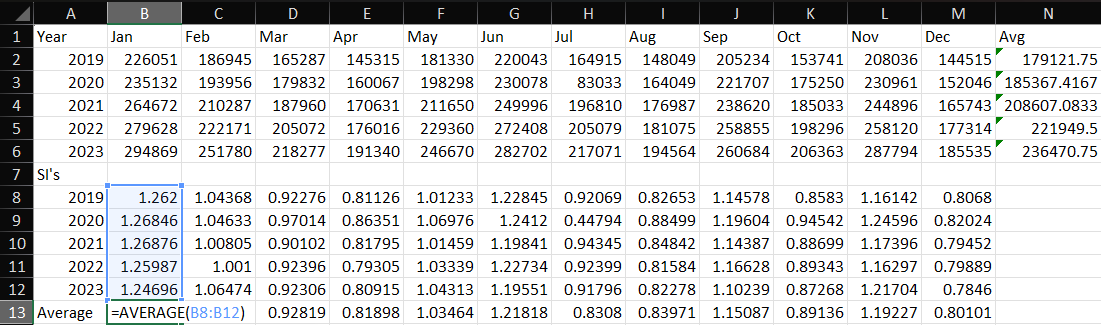 A B C D E F G H I J K L M N
1 Year Jan Feb Mar Apr May Jun Jul Aug Sep Oct Nov Dec Avg
2 2019 226051 186945 165287 145315 181330 220043 164915 148049 205234 153741 208036 144515 179121.75
3 2020 235132 193956 179832 160067 198298 230078 83033 164049 221707 175250 230961 152046 185367.4167
4 2021 264672 210287 187960 170631 211650 249996 196810 176987 238620 185033 244896 165743 208607.0833
5 2022 279628 222171 205072 176016 229360 272408 205079 181075 258855 198296 258120 177314 221949.5
6 2023 294869 251780 218277 191340 246670 282702 217071 194564 260684 206363 287794 185535 236470.75
7 SI's
8 2019 1.262 1.04368 0.92276 0.81126 1.01233 1.22845 0.92069 0.82653 1.14578 0.8583 1.16142 0.8068
9 2020 1.26846 1.04633 0.97014 0.86351 1.06976 1.2412 0.44794 0.88499 1.19604 0.94542 1.24596 0.82024
10 2021 1.26876 1.00805 0.90102 0.81795 1.01459 1.19841 0.94345 0.84842 1.14387 0.88699 1.17396 0.79452
11 2022 1.25987 1.001 0.92396 0.79305 1.03339 1.22734 0.92399 0.81584 1.16628 0.89343 1.16297 0.79889
12 2023 1.24696 1.06474 0.92306 0.80915 1.04313 1.19551 0.91796 0.82278 1.10239 0.87268 1.21704 0.7846
13 Average =AVERAGE(B8:B12) 0.92819 0.81898 1.03464 1.21818 0.8308 0.83971 1.15087 0.89136 1.19227 0.80101